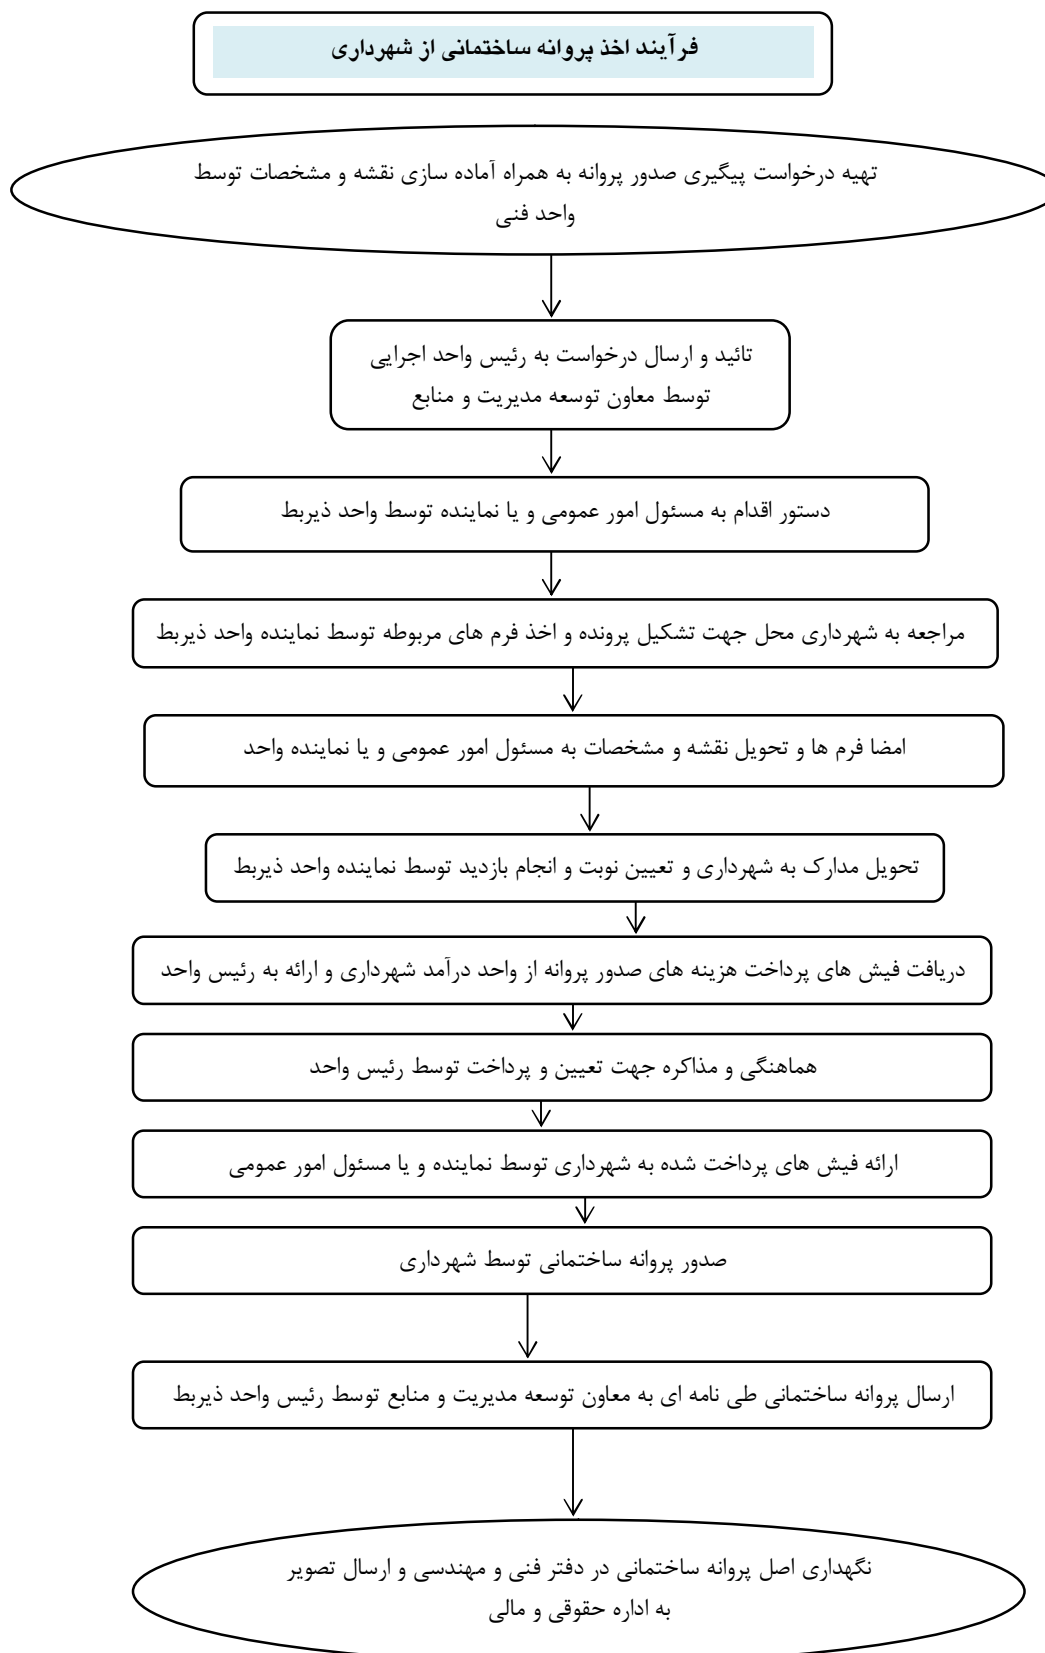 فرآیند اخذ پروانه ساختمانی از شهرداری
تهیه درخواست پیگیری صدور پروانه به همراه آماده سازی نقشه و مشخصات توسط
واحد فنی
تائید و ارسال درخواست به رئیس واحد اجرایی
توسط معاون توسعه مدیریت و منابع
دستور اقدام به مسئول امور عمومی و یا نماینده توسط واحد ذیربط
مراجعه به شهرداری محل جهت تشکیل پرونده و اخذ فرم های مربوطه توسط نماینده واحد ذیربط
امضا فرم ها و تحویل نقشه و مشخصات به مسئول امور عمومی و یا نماینده واحد
تحویل مدارک به شهرداری و تعیین نوبت و انجام بازدید توسط نماینده واحد ذیربط
دریافت فیش های پرداخت هزینه های صدور پروانه از واحد درآمد شهرداری و ارائه به رئیس واحد
هماهنگی و مذاکره جهت تعیین و پرداخت توسط رئیس واحد
ارائه فیش های پرداخت شده به شهرداری توسط نماینده و یا مسئول امور عمومی
صدور پروانه ساختمانی توسط شهرداری
ارسال پروانه ساختمانی طی نامه ای به معاون توسعه مدیریت و منابع توسط رئیس واحد ذیربط
نگهداری اصل پروانه ساختمانی در دفتر فنی و مهندسی و ارسال تصویر
به اداره حقوقی و مالی